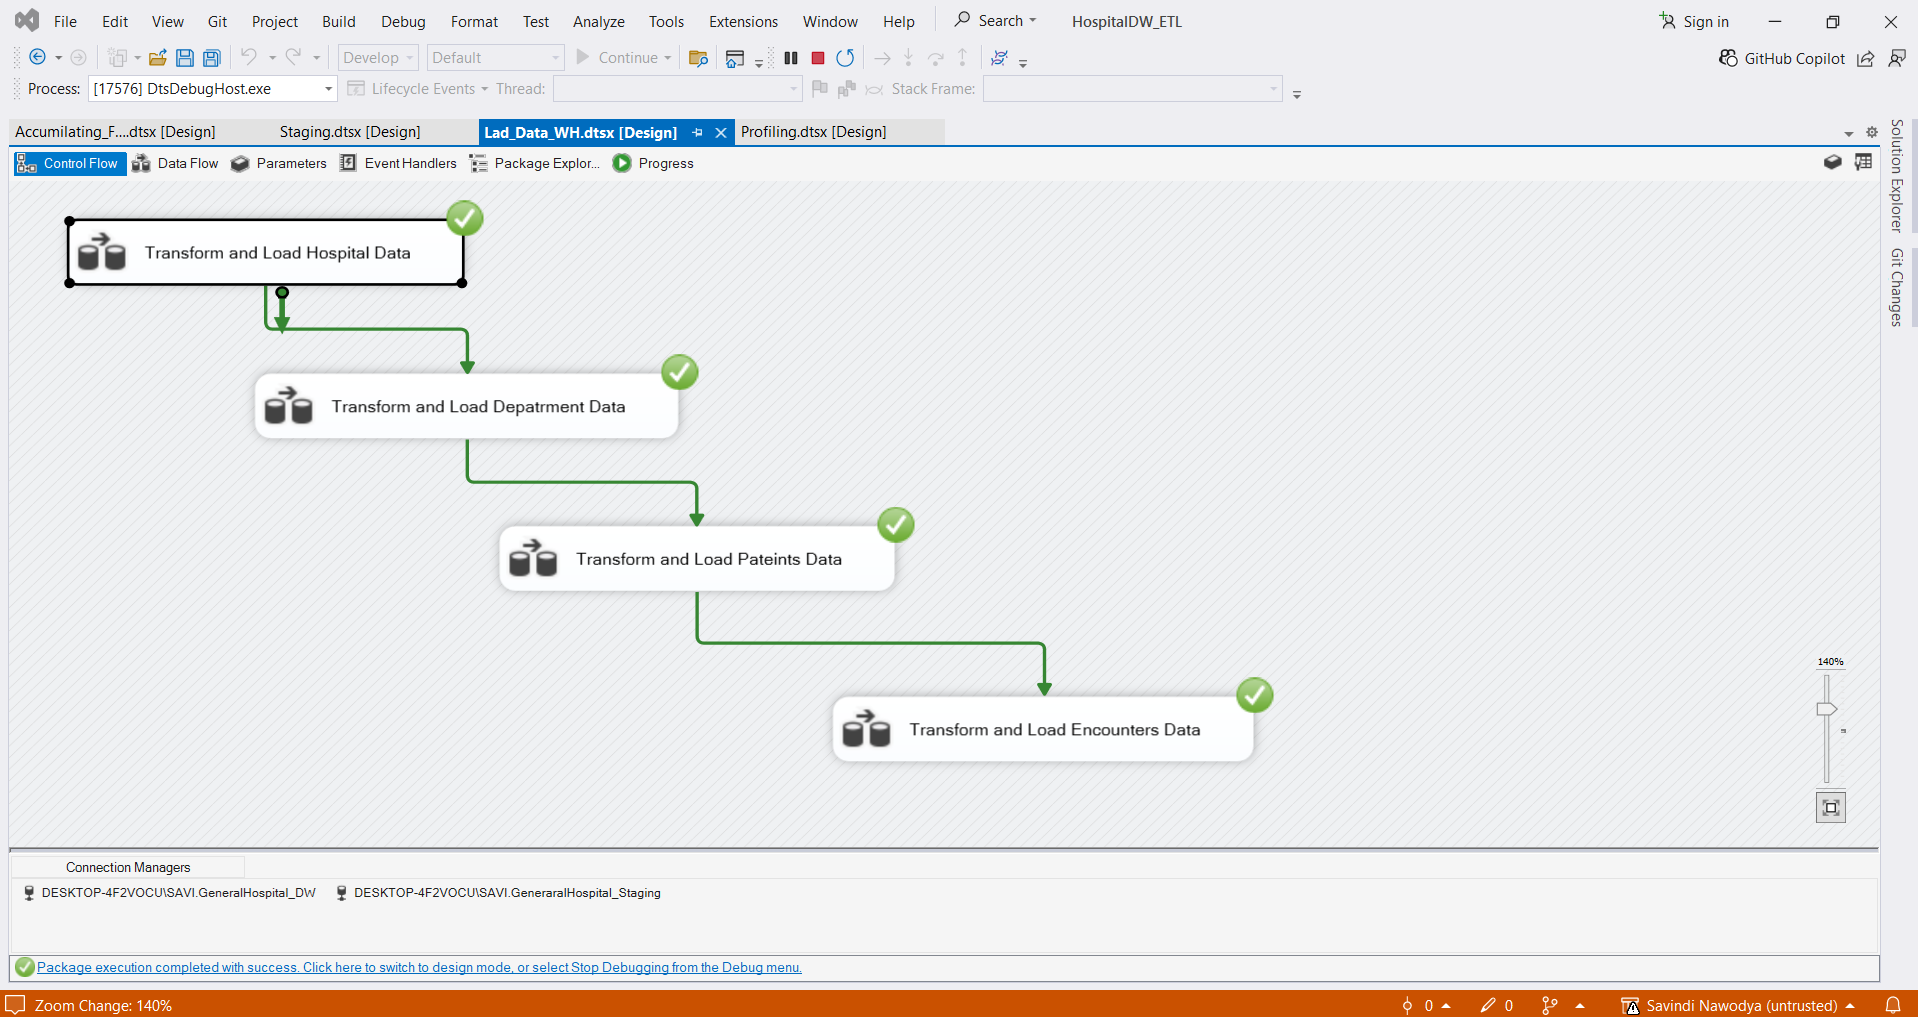 File Edit View Git Project Build Debug Format Test Analyze Tools Extensions Window Help Search HospitalDW_ETL Sign in
Develop Default Continue GitHub Copilot
Process: [17576] DtsDebugHost.exe Lifecycle Events Thread: Stack Frame:
Accumilating_F....dtsx [Design] Staging.dtsx [Design] Lad_Data_WH.dtsx [Design] Profiling.dtsx [Design]
Control Flow Data Flow Parameters Event Handlers Package Explor... Progress
Solution Explorer
Git Changes
Transform and Load Hospital Data
Transform and Load Depatrment Data
Transform and Load Pateints Data
Transform and Load Encounters Data
140%
Connection Managers
DESKTOP-4F2VOCU\SAVI.GeneralHospital_DW DESKTOP-4F2VOCU\SAVI.GeneraralHospital_Staging
Package execution completed with success. Click here to switch to design mode, or select Stop Debugging from the Debug menu.
Zoom Change: 140% 0 0 Savindi Nawodya (untrusted)